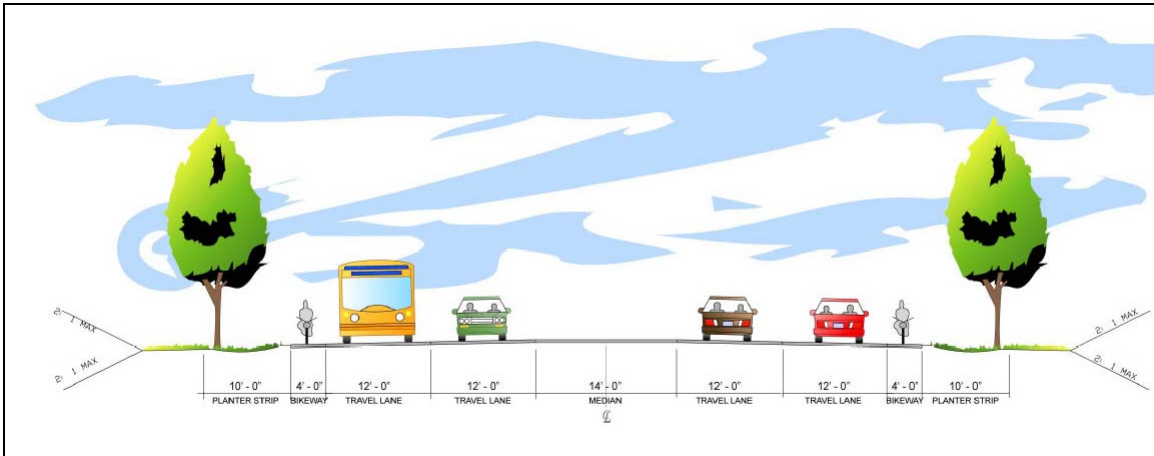 2: 1 MAX
2: 1 MAX
2: 1 MAX
2: 1 MAX
10' - 0" 4' - 0" 12' - 0" 12' - 0" 14' - 0" 12' - 0" 12' - 0" 4' - 0" 10' - 0"
PLANTER STRIP BIKEWAY TRAVEL LANE TRAVEL LANE MEDIAN TRAVEL LANE TRAVEL LANE BIKEWAY PLANTER STRIP
℄